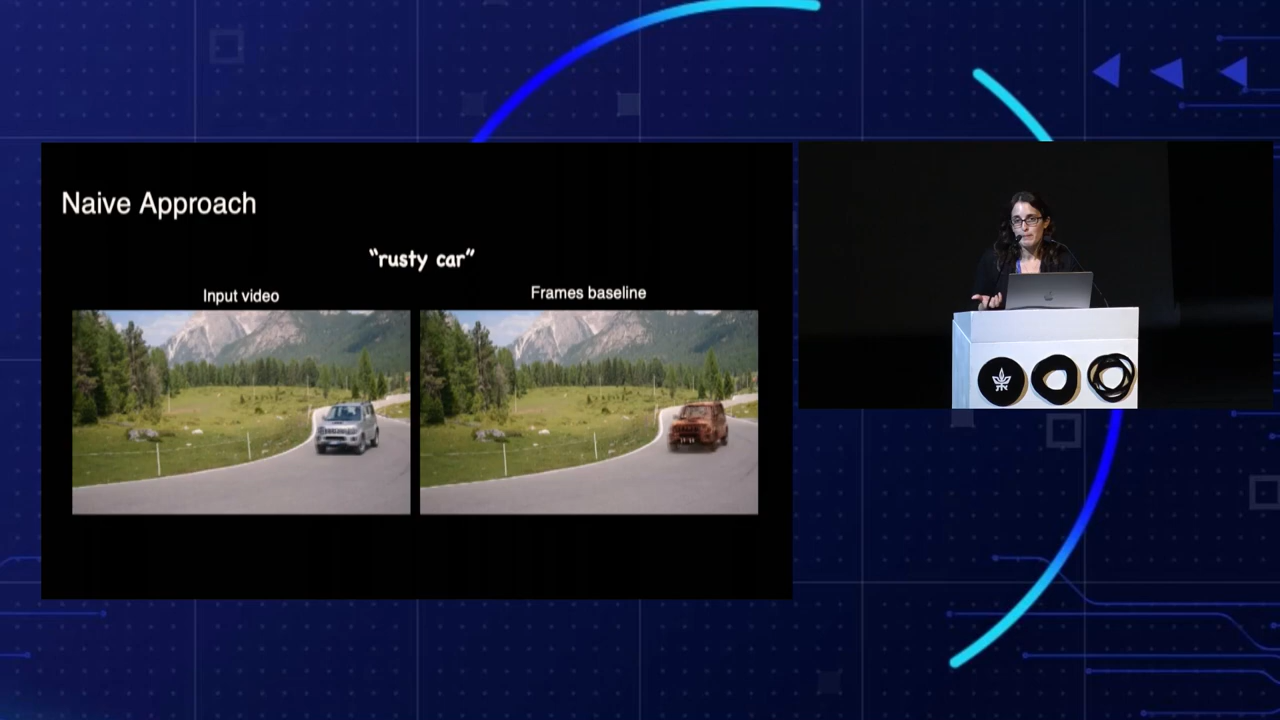 Naive Approach
“rusty car”
Input video
Frames baseline